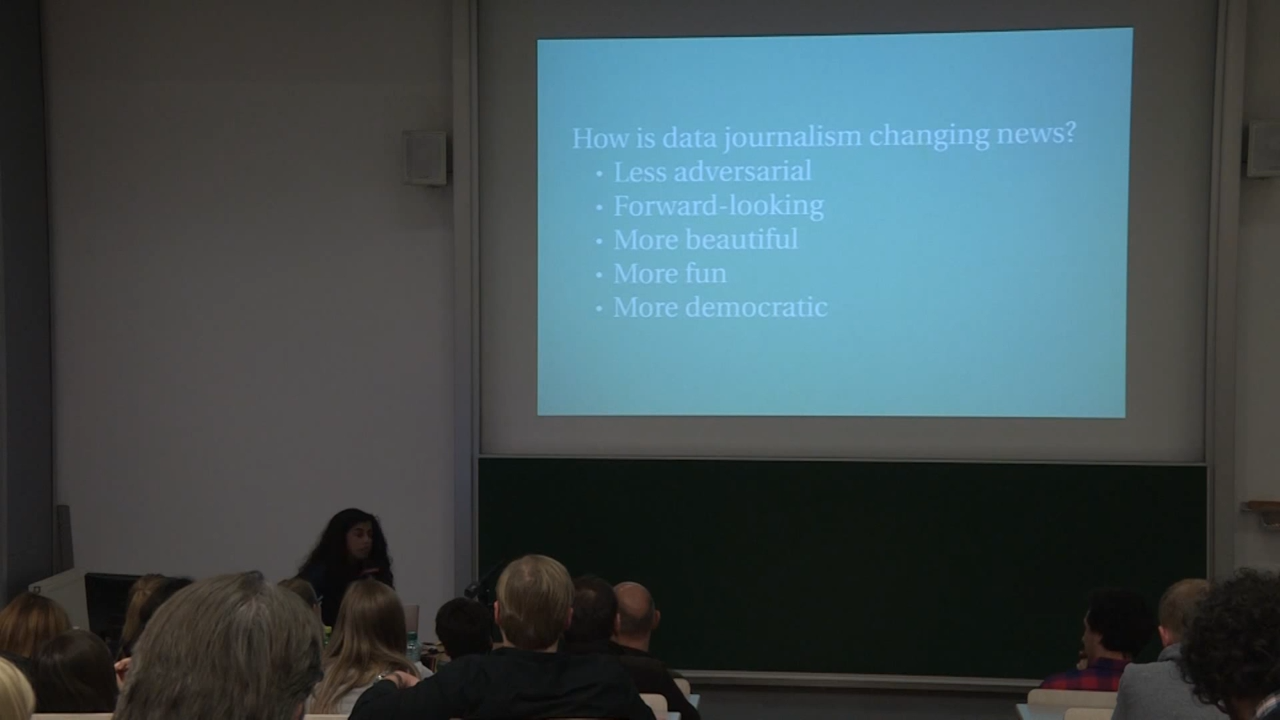 How is data journalism changing news?
• Less adversarial
• Forward-looking
• More beautiful
• More fun
• More democratic